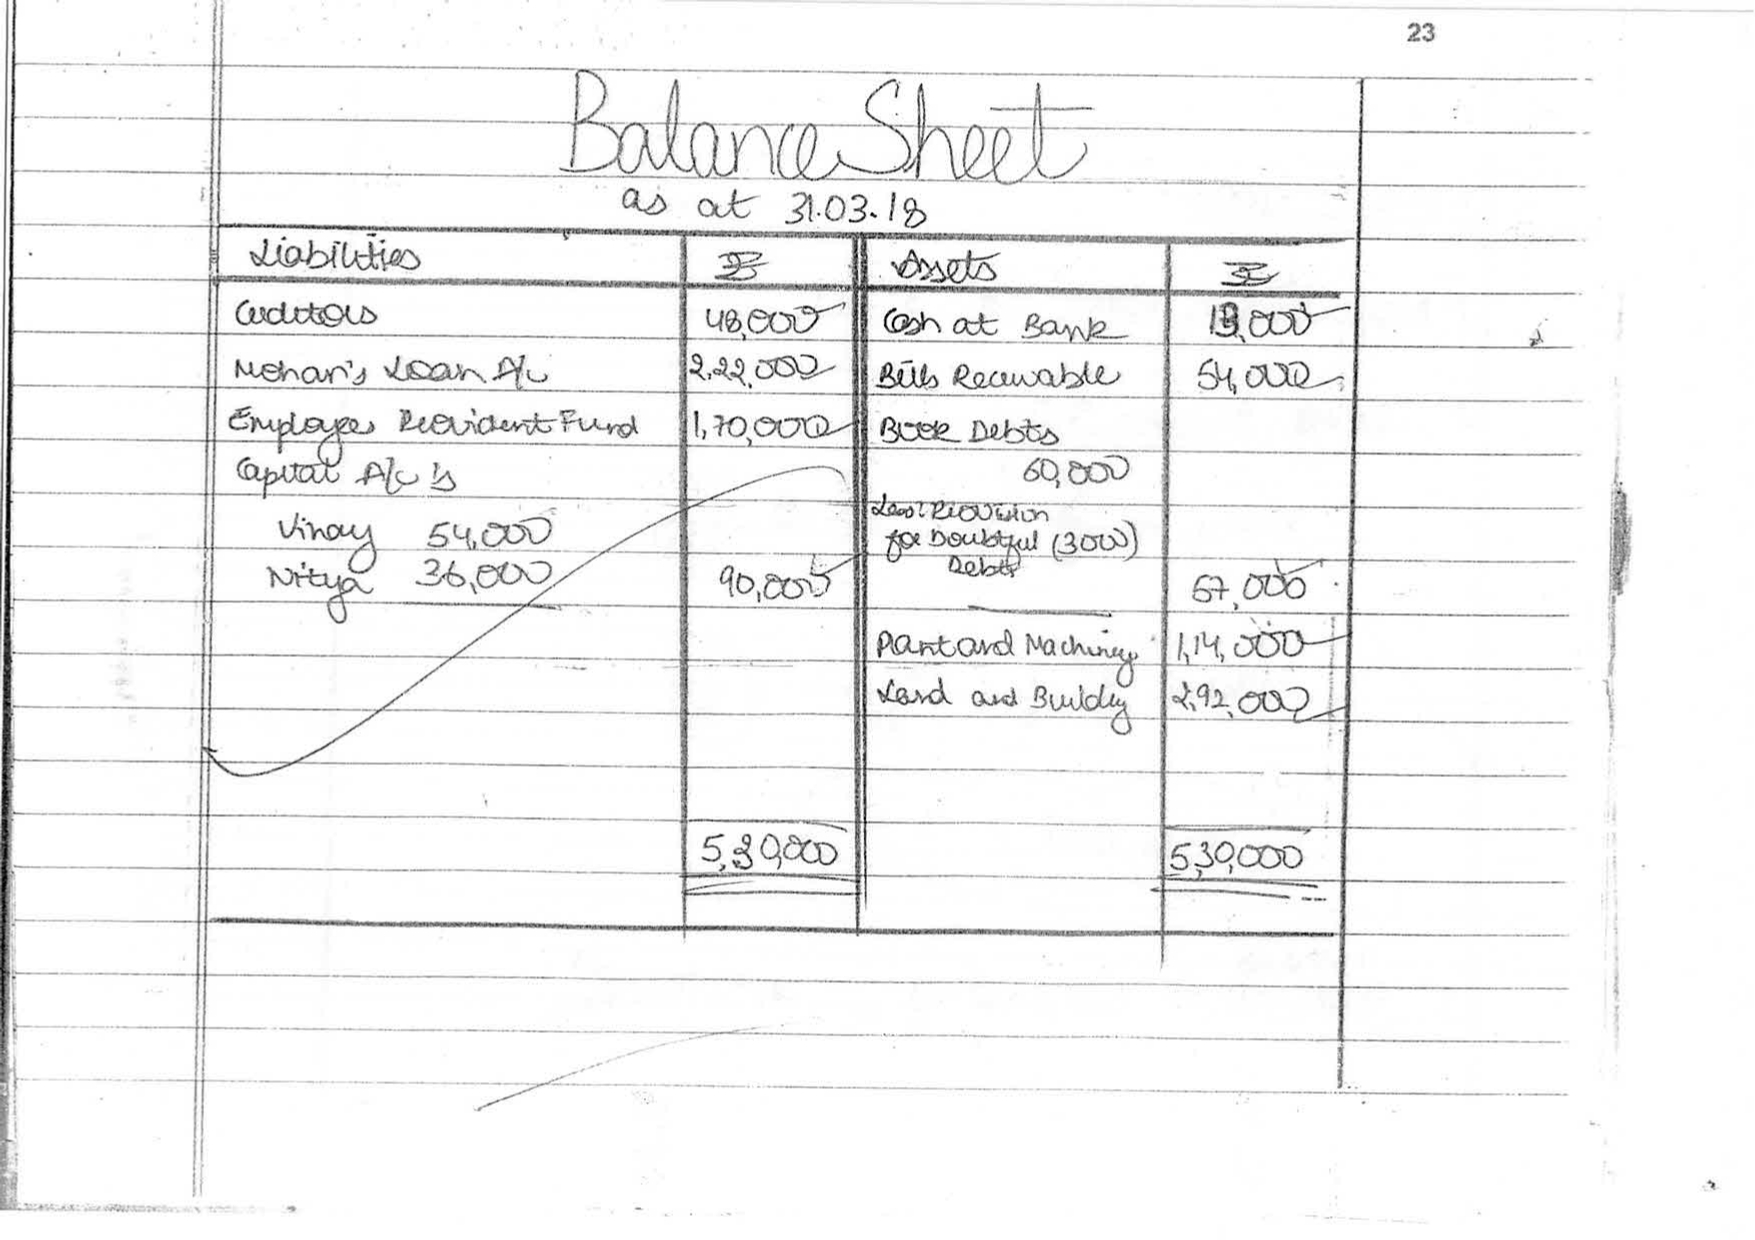 23
Balance Sheet
as at 31.03.18
Liabilities ₹ Assets ₹
Creditors 48,000 Cash at Bank 13,000
Mohan's Loan A/c 2,22,000 Bills Receivable 54,000
Employees Provident Fund 1,70,000 Book Debts
Capital A/c's 60,000
Vinay 54,000 Less: Provision
for Doubtful (3000)
Debts
Nitya 36,000 90,000 57,000
Plant and Machinery 1,14,000
Land and Building 2,92,000
5,30,000 5,30,000